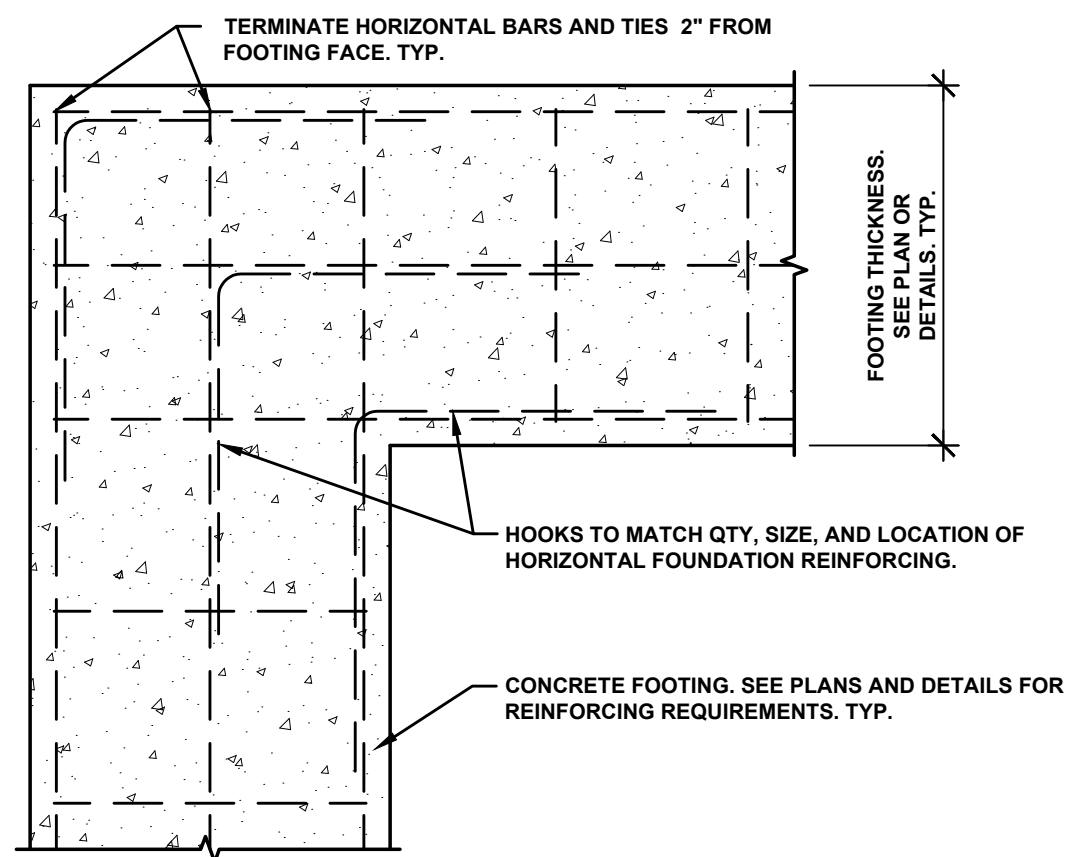 TERMINATE HORIZONTAL BARS AND TIES 2" FROM
FOOTING FACE. TYP.
FOOTING THICKNESS.
SEE PLAN OR
DETAILS. TYP.
HOOKS TO MATCH QTY, SIZE, AND LOCATION OF
HORIZONTAL FOUNDATION REINFORCING.
CONCRETE FOOTING. SEE PLANS AND DETAILS FOR
REINFORCING REQUIREMENTS. TYP.